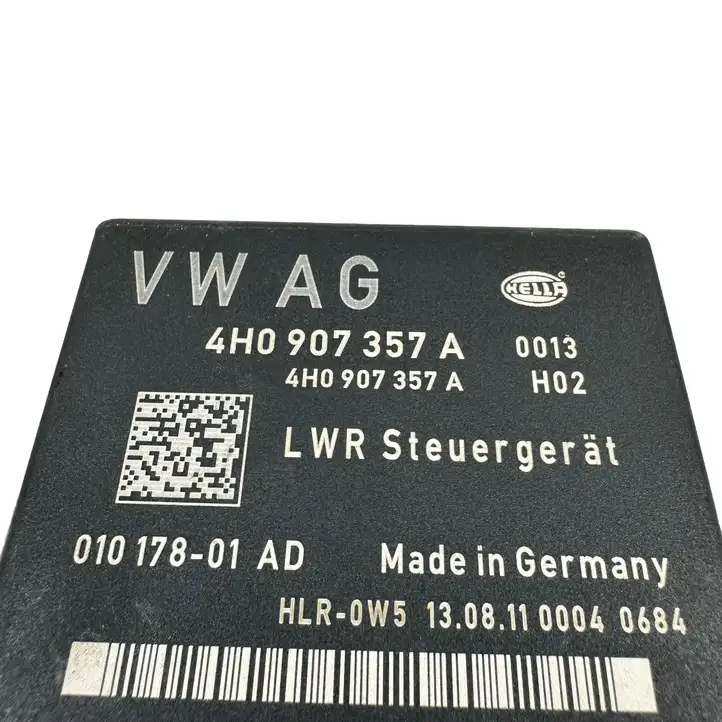 VW AG HELLA
4H0 907 357 A 0013
4H0 907 357 A H02
LWR Steuergerät
010 178-01 AD Made in Germany
HLR-0W5 13.08.11 0004 0684